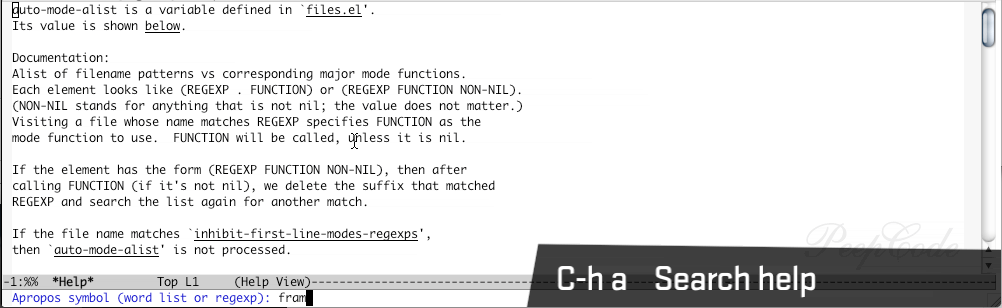 auto-mode-alist is a variable defined in `files.el'.
Its value is shown below.
Documentation:
Alist of filename patterns vs corresponding major mode functions.
Each element looks like (REGEXP . FUNCTION) or (REGEXP FUNCTION NON-NIL).
(NON-NIL stands for anything that is not nil; the value does not matter.)
Visiting a file whose name matches REGEXP specifies FUNCTION as the
mode function to use.  FUNCTION will be called, unless it is nil.
If the element has the form (REGEXP FUNCTION NON-NIL), then after
calling FUNCTION (if it's not nil), we delete the suffix that matched
REGEXP and search the list again for another match.
If the file name matches `inhibit-first-line-modes-regexps',
then `auto-mode-alist' is not processed.
PeepCode
C-h a    Search help
-1:%%  *Help*        Top L1     (Help View)
Apropos symbol (word list or regexp): fram